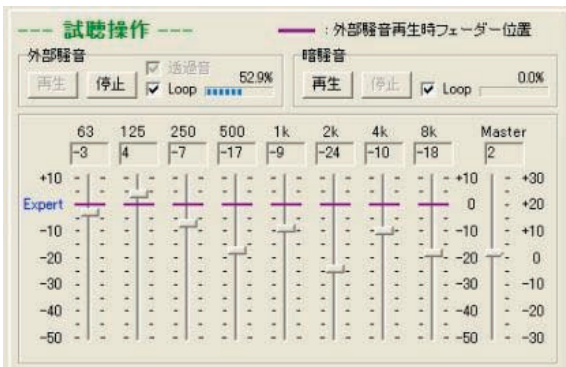 --- 試聴操作 ---
: 外部騒音再生時フェーダー位置
外部騒音
再生 停止 透過音 Loop 52.9%
暗騒音
再生 停止 Loop 0.0%
63 125 250 500 1k 2k 4k 8k Master
-3 4 -7 -17 -9 -24 -10 -18 2
+10 +10 +30
Expert 0 +20
-10 -10 +10
-20 -20 0
-30 -30 -10
-40 -40 -20
-50 -50 -30